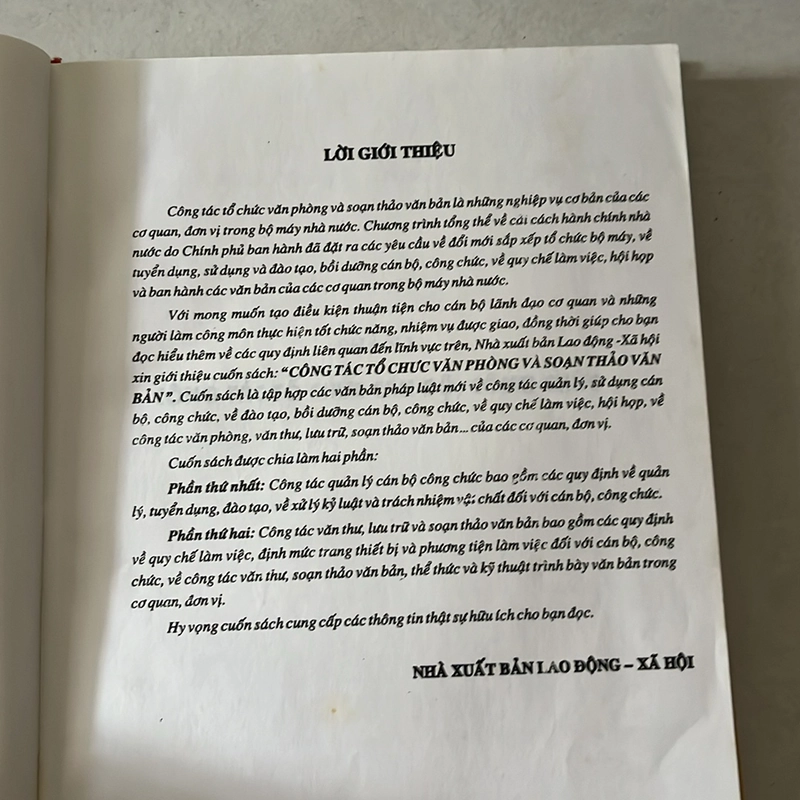 LỜI GIỚI THIỆU
Công tác tổ chức văn phòng và soạn thảo văn bản là những nghiệp vụ cơ bản của các
cơ quan, đơn vị trong bộ máy nhà nước. Chương trình tổng thể về cải cách hành chính nhà
nước do Chính phủ ban hành đã đặt ra các yêu cầu về đổi mới sắp xếp tổ chức bộ máy, về
tuyển dụng, sử dụng và đào tạo, bồi dưỡng cán bộ, công chức, về quy chế làm việc, hội họp
và ban hành các văn bản của các cơ quan trong bộ máy nhà nước.
Với mong muốn tạo điều kiện thuận tiện cho cán bộ lãnh đạo cơ quan và những
người làm công môn thực hiện tốt chức năng, nhiệm vụ được giao, đồng thời giúp cho bạn
đọc hiểu thêm về các quy định liên quan đến lĩnh vực trên, Nhà xuất bản Lao động -Xã hội
xin giới thiệu cuốn sách: “CÔNG TÁC TỔ CHƯC VĂN PHÒNG VÀ SOẠN THẢO VĂN
BẢN”. Cuốn sách là tập hợp các văn bản pháp luật mới về công tác quản lý, sử dụng cán
bộ, công chức, về đào tạo, bồi dưỡng cán bộ, công chức, về quy chế làm việc, hội họp, về
công tác văn phòng, văn thư, lưu trữ, soạn thảo văn bản... của các cơ quan, đơn vị.
Cuốn sách được chia làm hai phần:
Phần thứ nhất: Công tác quản lý cán bộ công chức bao gồm các quy định về quản
lý, tuyển dụng, đào tạo, về xử lý kỷ luật và trách nhiệm vật chất đối với cán bộ, công chức.
Phần thứ hai: Công tác văn thư, lưu trữ và soạn thảo văn bản bao gồm các quy định
về quy chế làm việc, định mức trang thiết bị và phương tiện làm việc đối với cán bộ, công
chức, về công tác văn thư, soạn thảo văn bản, thể thức và kỹ thuật trình bày văn bản trong
cơ quan, đơn vị.
Hy vọng cuốn sách cung cấp các thông tin thật sự hữu ích cho bạn đọc.
NHÀ XUẤT BẢN LAO ĐỘNG – XÃ HỘI